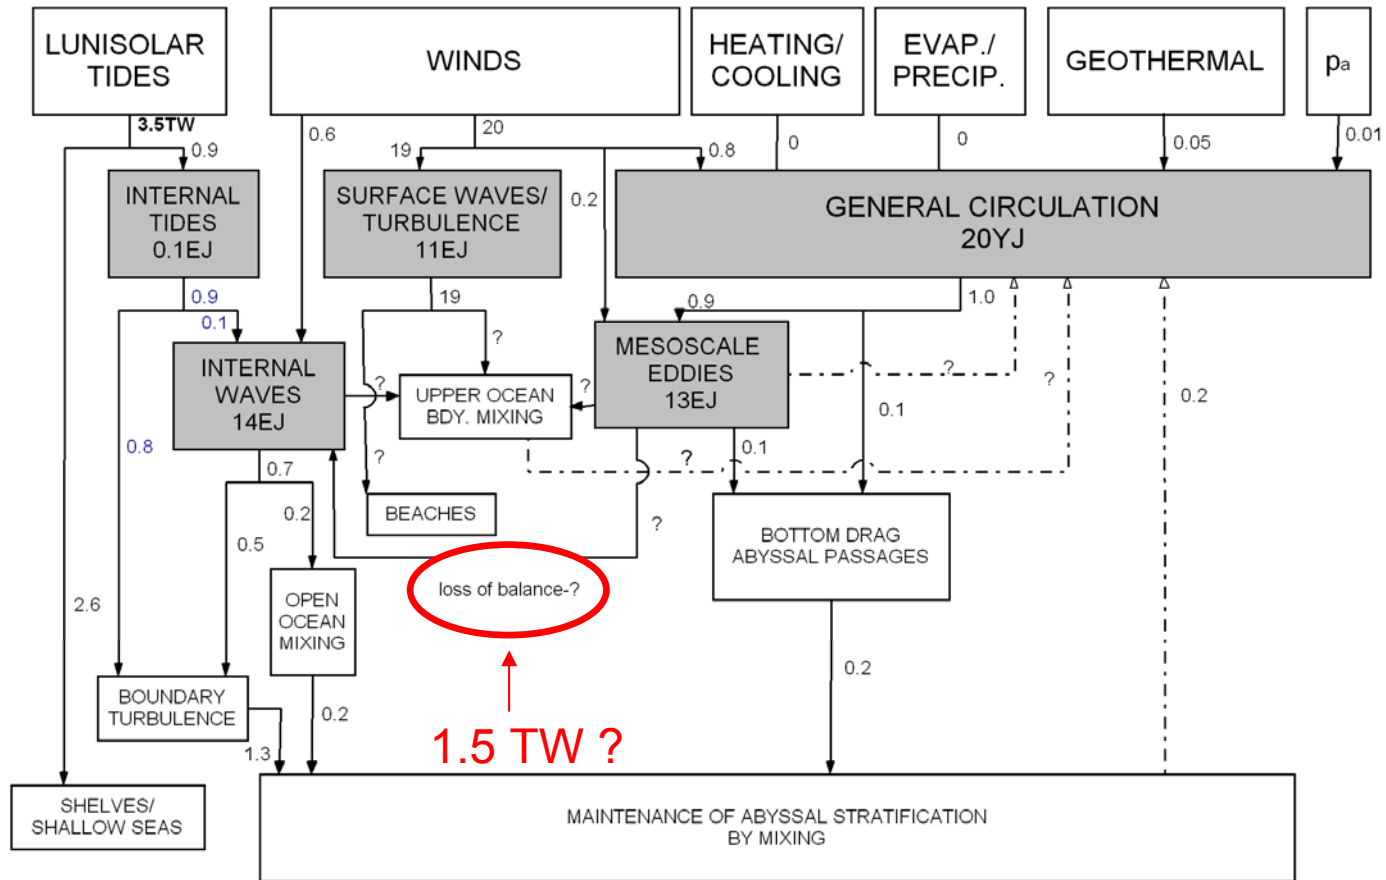 LUNISOLAR
TIDES
WINDS
HEATING/
COOLING
EVAP./
PRECIP.
GEOTHERMAL
pa
3.5TW
0.9
0.6
20
19
0.8
0.2
0
0
0.05
0.01
INTERNAL
TIDES
0.1EJ
SURFACE WAVES/
TURBULENCE
11EJ
GENERAL CIRCULATION
20YJ
0.9
0.1
19
?
0.9
1.0
INTERNAL
WAVES
14EJ
?
UPPER OCEAN
BDY. MIXING
?
MESOSCALE
EDDIES
13EJ
?
?
0.2
0.8
0.7
?
?
0.1
0.1
0.2
0.5
BEACHES
?
BOTTOM DRAG
ABYSSAL PASSAGES
2.6
OPEN
OCEAN
MIXING
loss of balance-?
BOUNDARY
TURBULENCE
0.2
0.2
1.3
1.5 TW ?
SHELVES/
SHALLOW SEAS
MAINTENANCE OF ABYSSAL STRATIFICATION
BY MIXING